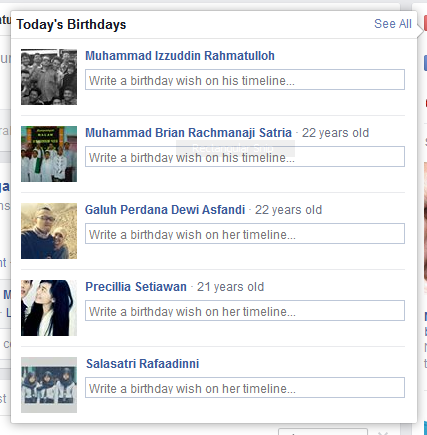 Today's Birthdays
See All
Muhammad Izzuddin Rahmatulloh
Write a birthday wish on his timeline...
Muhammad Brian Rachmanaji Satria · 22 years old
Write a birthday wish on his timeline...
Galuh Perdana Dewi Asfandi · 22 years old
Write a birthday wish on her timeline...
Precillia Setiawan · 21 years old
Write a birthday wish on her timeline...
Salasatri Rafaadinni
Write a birthday wish on her timeline...